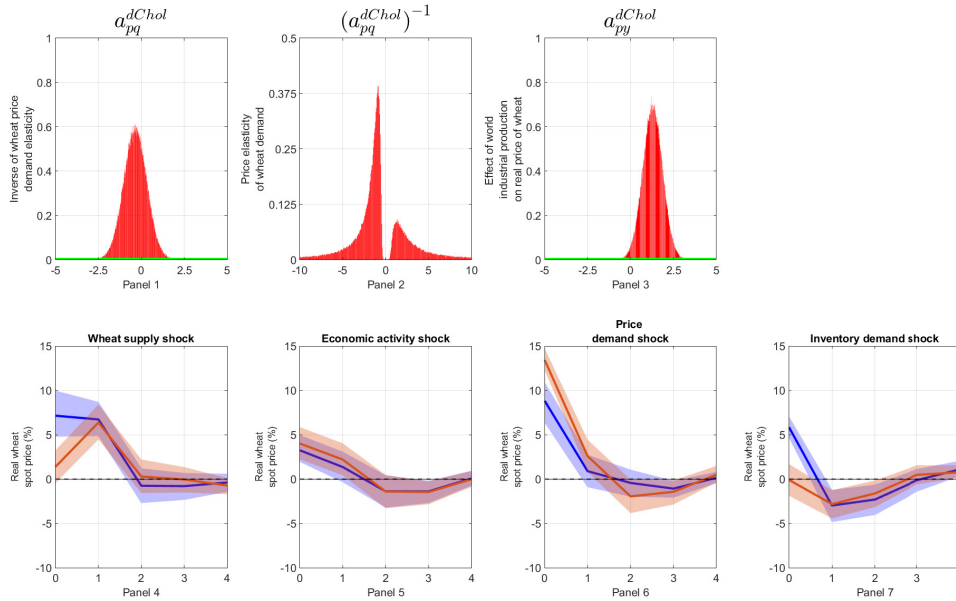 a_{pq}^{dChol}
(a_{pq}^{dChol})^{-1}
a_{py}^{dChol}
Inverse of wheat price
demand elasticity
1
0.8
0.6
0.4
0.2
0
-5 -2.5 0 2.5 5
Panel 1
Price elasticity
of wheat demand
0.5
0.375
0.25
0.125
0
-10 -5 0 5 10
Panel 2
Effect of world
industrial production
on real price of wheat
1
0.8
0.6
0.4
0.2
0
-5 -2.5 0 2.5 5
Panel 3
Wheat supply shock
Real wheat
spot price (%)
15
10
5
0
-5
-10
0 1 2 3 4
Panel 4
Economic activity shock
Real wheat
spot price (%)
15
10
5
0
-5
-10
0 1 2 3 4
Panel 5
Price
demand shock
Real wheat
spot price (%)
15
10
5
0
-5
-10
0 1 2 3 4
Panel 6
Inventory demand shock
Real wheat
spot price (%)
15
10
5
0
-5
-10
0 1 2 3
Panel 7